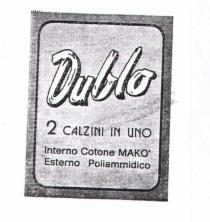 Dublo
2 CALZINI IN UNO
Interno Cotone MAKO'
Esterno Poliammidico